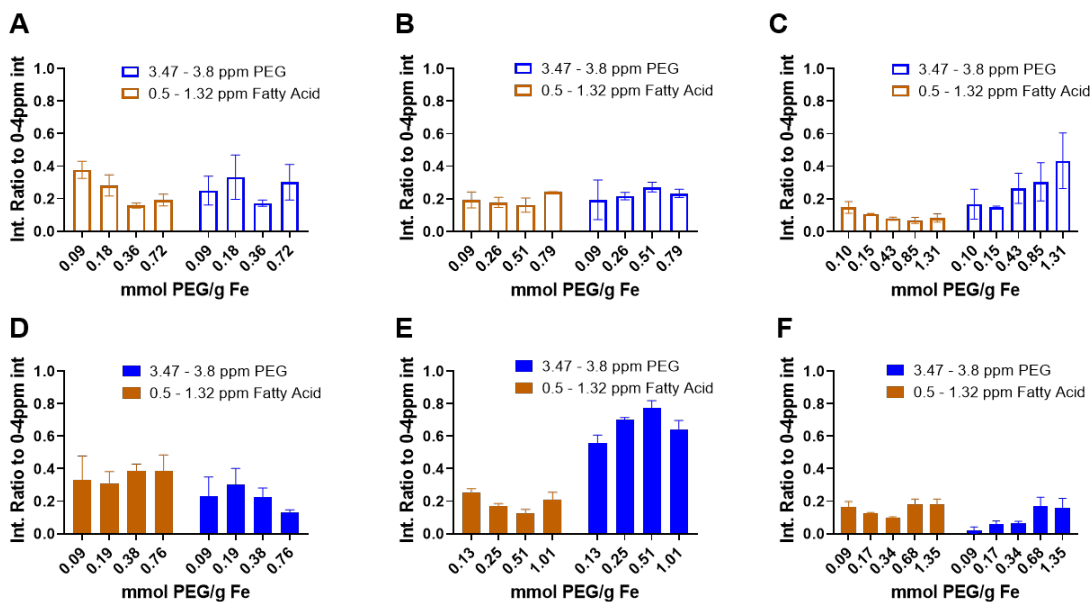 A
Int. Ratio to 0-4ppm int
1.0
0.8
0.6
0.4
0.2
0.0
3.47 - 3.8 ppm PEG
0.5 - 1.32 ppm Fatty Acid
0.09 0.18 0.36 0.72 0.09 0.18 0.36 0.72
mmol PEG/g Fe
B
Int. Ratio to 0-4ppm int
1.0
0.8
0.6
0.4
0.2
0.0
3.47 - 3.8 ppm PEG
0.5 - 1.32 ppm Fatty Acid
0.09 0.26 0.51 0.79 0.09 0.26 0.51 0.79
mmol PEG/g Fe
C
Int. Ratio to 0-4ppm int
1.0
0.8
0.6
0.4
0.2
0.0
3.47 - 3.8 ppm PEG
0.5 - 1.32 ppm Fatty Acid
0.10 0.15 0.43 0.85 1.31 0.10 0.15 0.43 0.85 1.31
mmol PEG/g Fe
D
Int. Ratio to 0-4ppm int
1.0
0.8
0.6
0.4
0.2
0.0
3.47 - 3.8 ppm PEG
0.5 - 1.32 ppm Fatty Acid
0.09 0.19 0.38 0.76 0.09 0.19 0.38 0.76
mmol PEG/g Fe
E
Int. Ratio to 0-4ppm int
1.0
0.8
0.6
0.4
0.2
0.0
3.47 - 3.8 ppm PEG
0.5 - 1.32 ppm Fatty Acid
0.13 0.25 0.51 1.01 0.13 0.25 0.51 1.01
mmol PEG/g Fe
F
Int. Ratio to 0-4ppm int
1.0
0.8
0.6
0.4
0.2
0.0
3.47 - 3.8 ppm PEG
0.5 - 1.32 ppm Fatty Acid
0.09 0.17 0.34 0.68 1.35 0.09 0.17 0.34 0.68 1.35
mmol PEG/g Fe